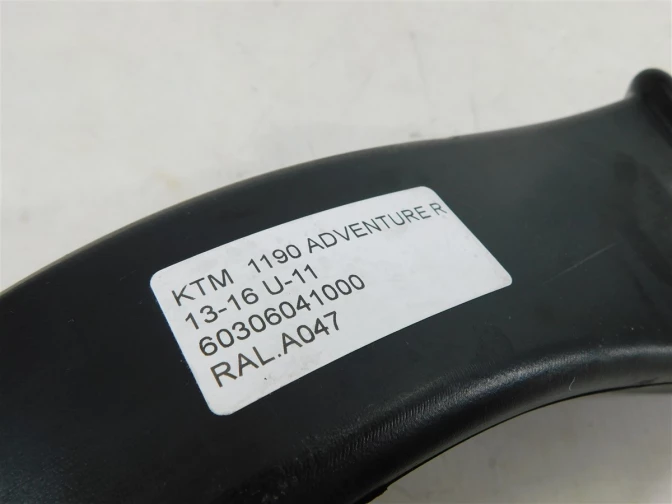 KTM 1190 ADVENTURE R
13-16 U-11
60306041000
RAL.A047